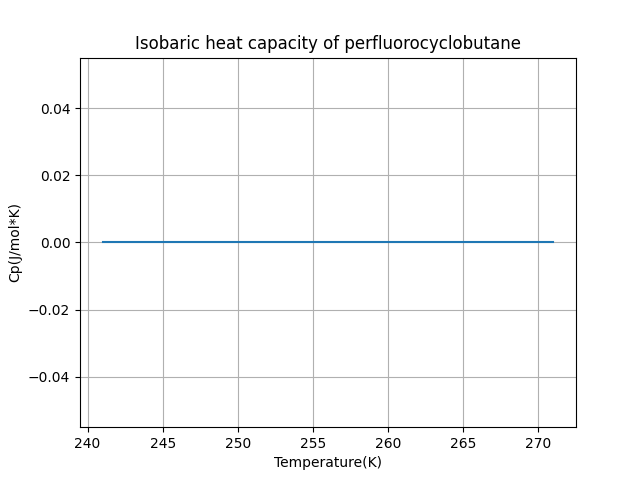 Isobaric heat capacity of perfluorocyclobutane
0.04
0.02
0.00
−0.02
−0.04
Cp(J/mol*K)
240 245 250 255 260 265 270
Temperature(K)